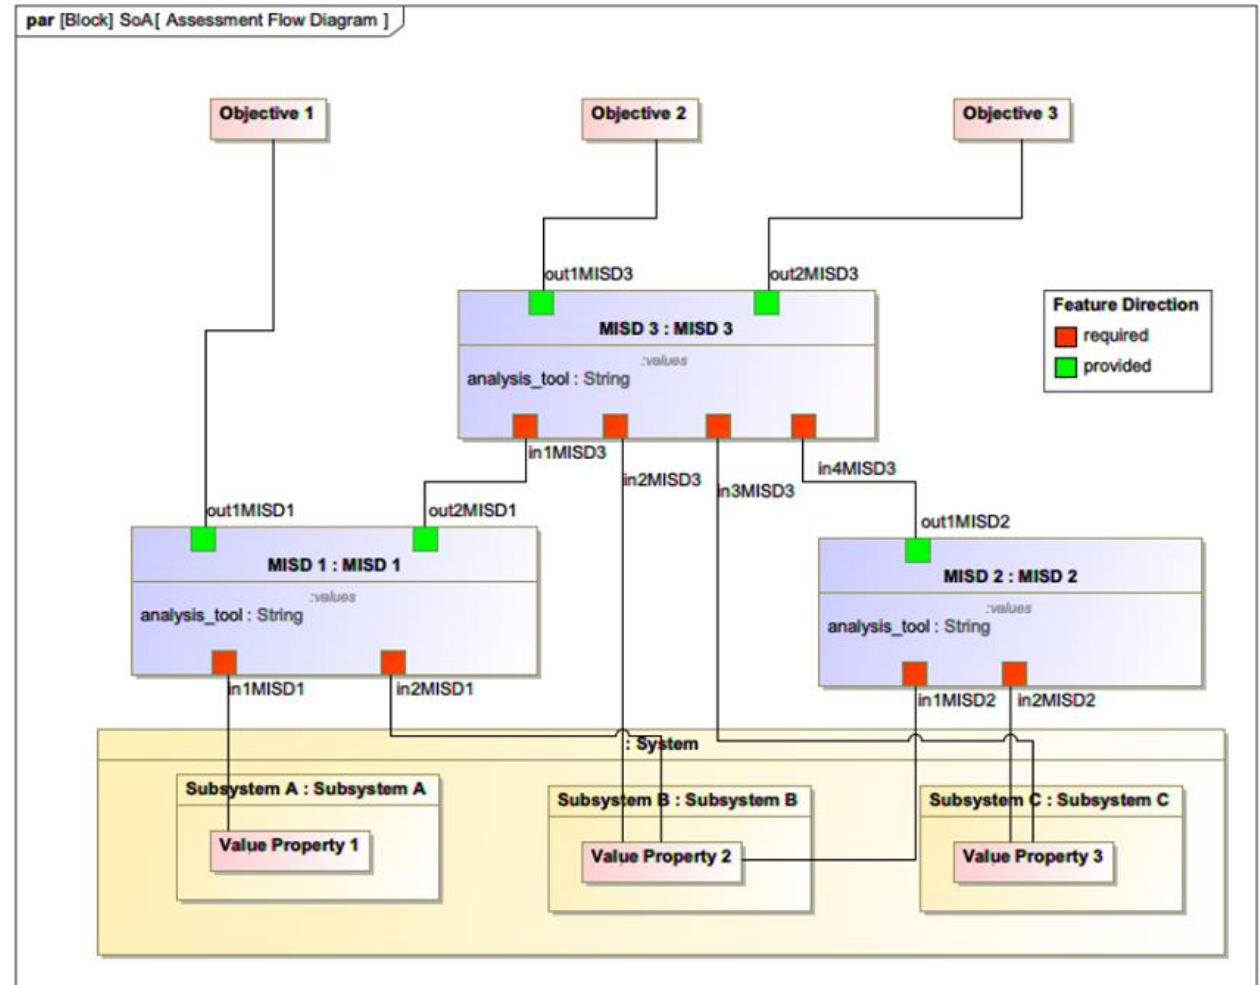 par [Block] SoA[ Assessment Flow Diagram ]
Objective 1
Objective 2
Objective 3
out1MISD3
out2MISD3
Feature Direction
required
provided
MISD 3 : MISD 3
:values
analysis_tool : String
in1MISD3
in2MISD3
in3MISD3
in4MISD3
out1MISD1
out2MISD1
out1MISD2
MISD 1 : MISD 1
:values
analysis_tool : String
MISD 2 : MISD 2
:values
analysis_tool : String
in1MISD1
in2MISD1
in1MISD2
in2MISD2
: System
Subsystem A : Subsystem A
Value Property 1
Subsystem B : Subsystem B
Value Property 2
Subsystem C : Subsystem C
Value Property 3